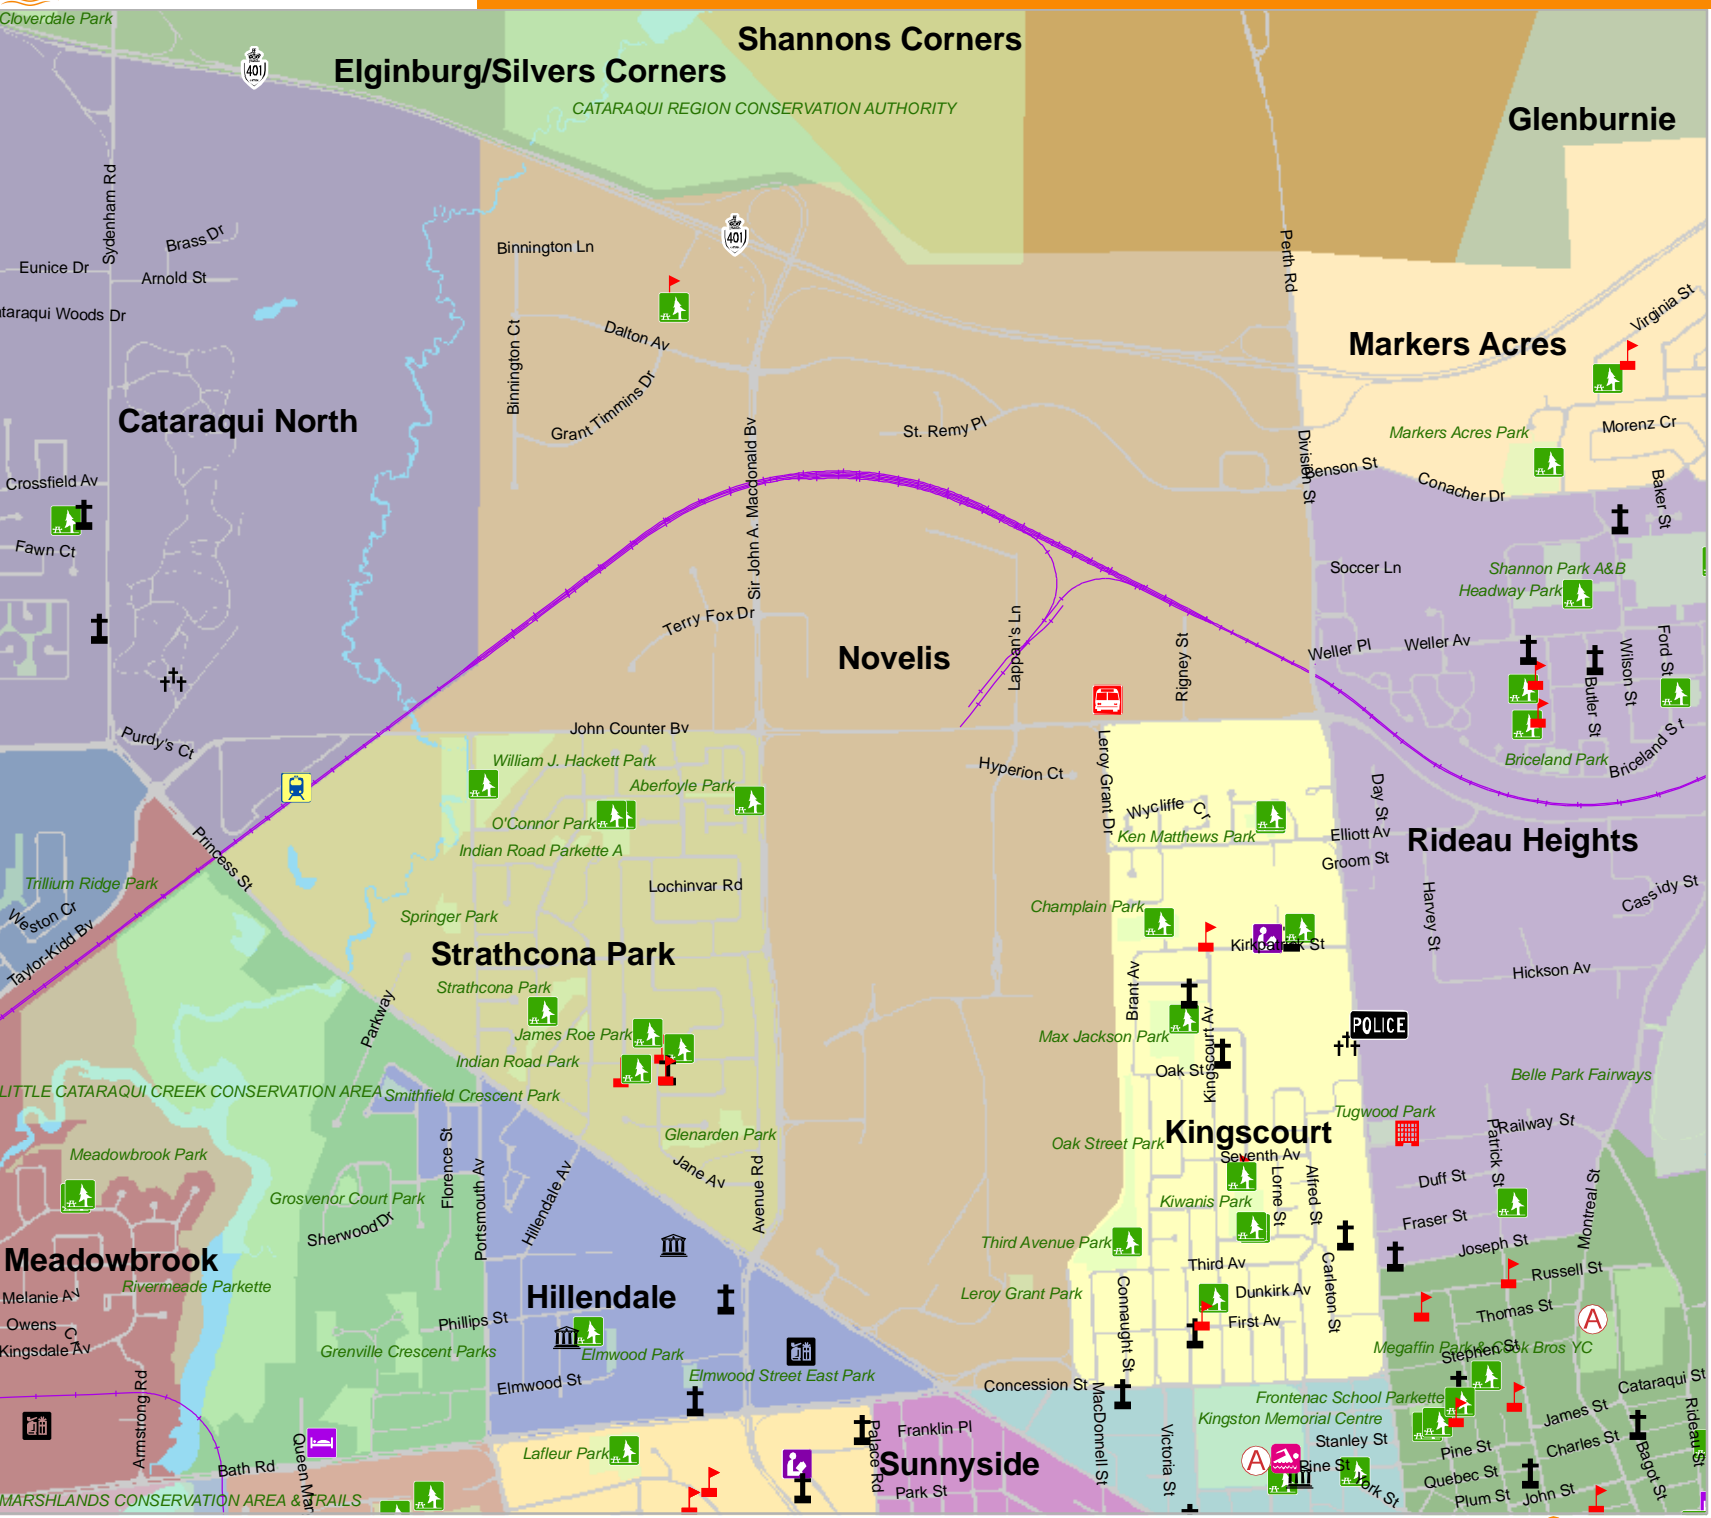 Cloverdale Park
Shannons Corners
Elginburg/Silvers Corners
401
CATARAQUI REGION CONSERVATION AUTHORITY
Glenburnie
Sydenham Rd
Brass Dr
Eunice Dr
Arnold St
Binnington Ln
401
Perth Rd
ataraqui Woods Dr
Virginia St
Dalton Av
Binnington Ct
Markers Acres
Grant Timmins Dr
Cataraqui North
St. Remy Pl
Markers Acres Park
Morenz Cr
Sir John A. Macdonald Bv
Division St
Benson St
Conacher Dr
Baker St
Crossfield Av
Fawn Ct
Soccer Ln
Shannon Park A&B
Headway Park
Terry Fox Dr
Lappan's Ln
Rigney St
Novelis
Weller Pl
Weller Av
Wilson St
Ford St
Butler St
Purdy's Ct
John Counter Bv
Leroy Grant Dr
William J. Hackett Park
Hyperion Ct
Briceland Park
Briceland St
Aberfoyle Park
Day St
Wycliffe Cr
O'Connor Park
Ken Matthews Park
Elliott Av
Rideau Heights
Indian Road Parkette A
Groom St
Princess St
Trillium Ridge Park
Lochinvar Rd
Weston Cr
Champlain Park
Harvey St
Cassidy St
Springer Park
Taylor-Kidd Bv
Strathcona Park
Kirkpatrick St
Hickson Av
Brant Av
Strathcona Park
Parkway
James Roe Park
Max Jackson Park
Kingscourt Av
POLICE
Indian Road Park
Oak St
Belle Park Fairways
LITTLE CATARAQUI CREEK CONSERVATION AREA
Smithfield Crescent Park
Tugwood Park
Railway St
Patrick St
Glenarden Park
Oak Street Park
Kingscourt
Meadowbrook Park
Florence St
Jane Av
Seventh Av
Portsmouth Av
Hillendale Av
Avenue Rd
Duff St
Lorne St
Alfred St
Grosvenor Court Park
Kiwanis Park
Montreal St
Sherwood Dr
Fraser St
Third Avenue Park
Joseph St
Meadowbrook
Third Av
Carleton St
Russell St
Rivermeade Parkette
Melanie Av
Hillendale
Leroy Grant Park
Dunkirk Av
Connaught St
Thomas St
A
Owens Cr
Phillips St
First Av
Kingsdale Av
Grenville Crescent Parks
Elmwood Park
Megaffin Park & Cook Bros YC
Stephen St
Elmwood Street East Park
Elmwood St
Concession St
Cataraqui St
Armstrong Rd
MacDonnell St
Frontenac School Parkette
Kingston Memorial Centre
James St
Rideau St
Palace Rd
Franklin Pl
Victoria St
Stanley St
Charles St
Queen Mar
Lafleur Park
Pine St
Bath Rd
Sunnyside
A
Pine St
Quebec St
Bagot St
Park St
York St
Plum St
John St
MARSHLANDS CONSERVATION AREA & TRAILS